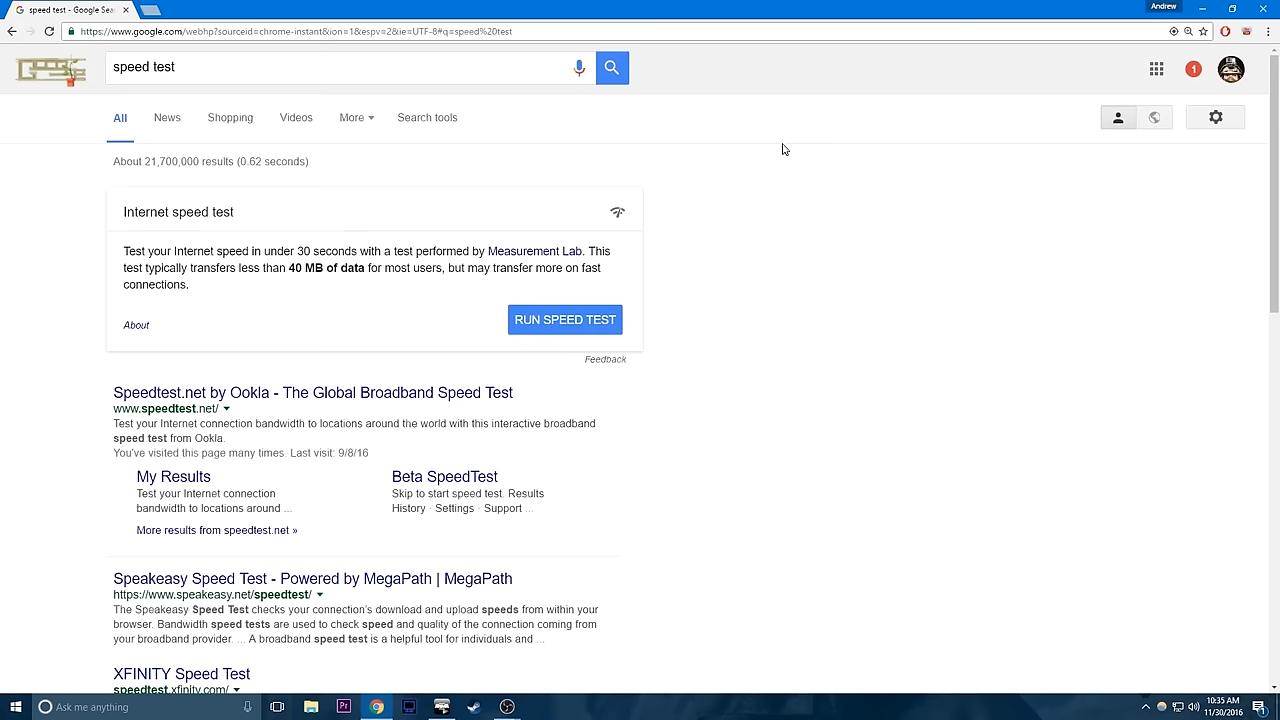 speed test - Google Sea
Andrew
https://www.google.com/webhp?sourceid=chrome-instant&ion=1&espv=2&ie=UTF-8#q=speed%20test
speed test
1
All News Shopping Videos More Search tools
About 21,700,000 results (0.62 seconds)
Internet speed test
Test your Internet speed in under 30 seconds with a test performed by Measurement Lab. This
test typically transfers less than 40 MB of data for most users, but may transfer more on fast
connections.
About
RUN SPEED TEST
Feedback
Speedtest.net by Ookla - The Global Broadband Speed Test
www.speedtest.net/
Test your Internet connection bandwidth to locations around the world with this interactive broadband
speed test from Ookla.
You've visited this page many times. Last visit: 9/8/16
My Results Beta SpeedTest
Test your Internet connection Skip to start speed test. Results
bandwidth to locations around ... History · Settings · Support ...
More results from speedtest.net »
Speakeasy Speed Test - Powered by MegaPath | MegaPath
https://www.speakeasy.net/speedtest/
The Speakeasy Speed Test checks your connection's download and upload speeds from within your
browser. Bandwidth speed tests are used to check speed and quality of the connection coming from
your broadband provider. ... A broadband speed test is a helpful tool for individuals and ...
XFINITY Speed Test
speedtest.xfinity.com/
Ask me anything
Pr
10:35 AM
11/30/2016
1